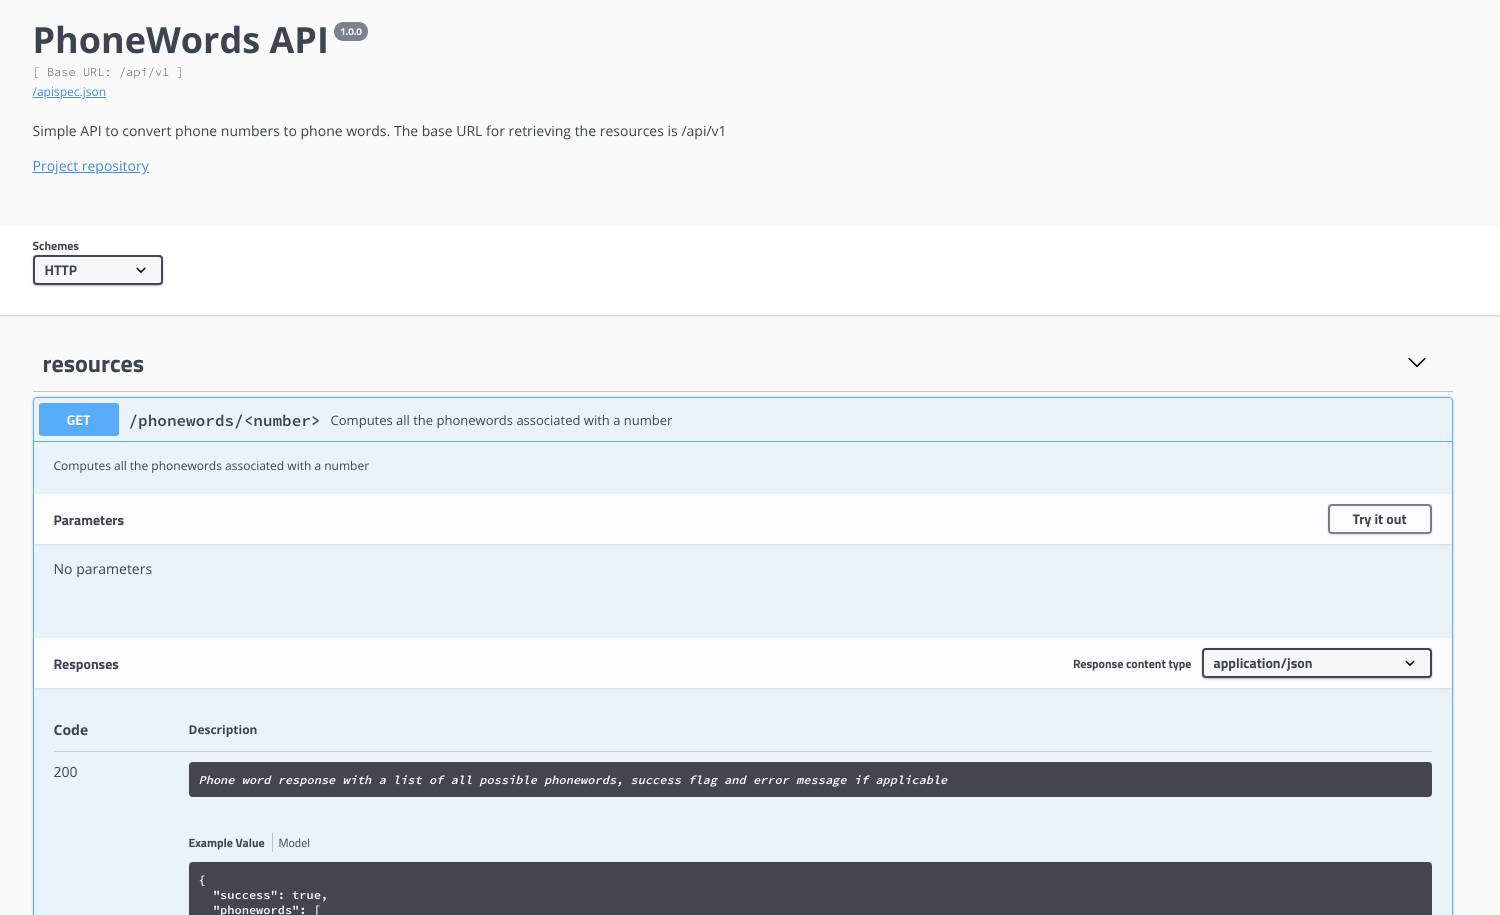 PhoneWords API 1.0.0
[ Base URL: /api/v1 ]
/apispec.json
Simple API to convert phone numbers to phone words. The base URL for retrieving the resources is /api/v1
Project repository
Schemes
HTTP
resources
GET /phonewords/<number> Computes all the phonewords associated with a number
Computes all the phonewords associated with a number
Parameters
Try it out
No parameters
Responses
Response content type application/json
Code Description
200 Phone word response with a list of all possible phonewords, success flag and error message if applicable
Example Value Model
{
"success": true,
"phonewords": [